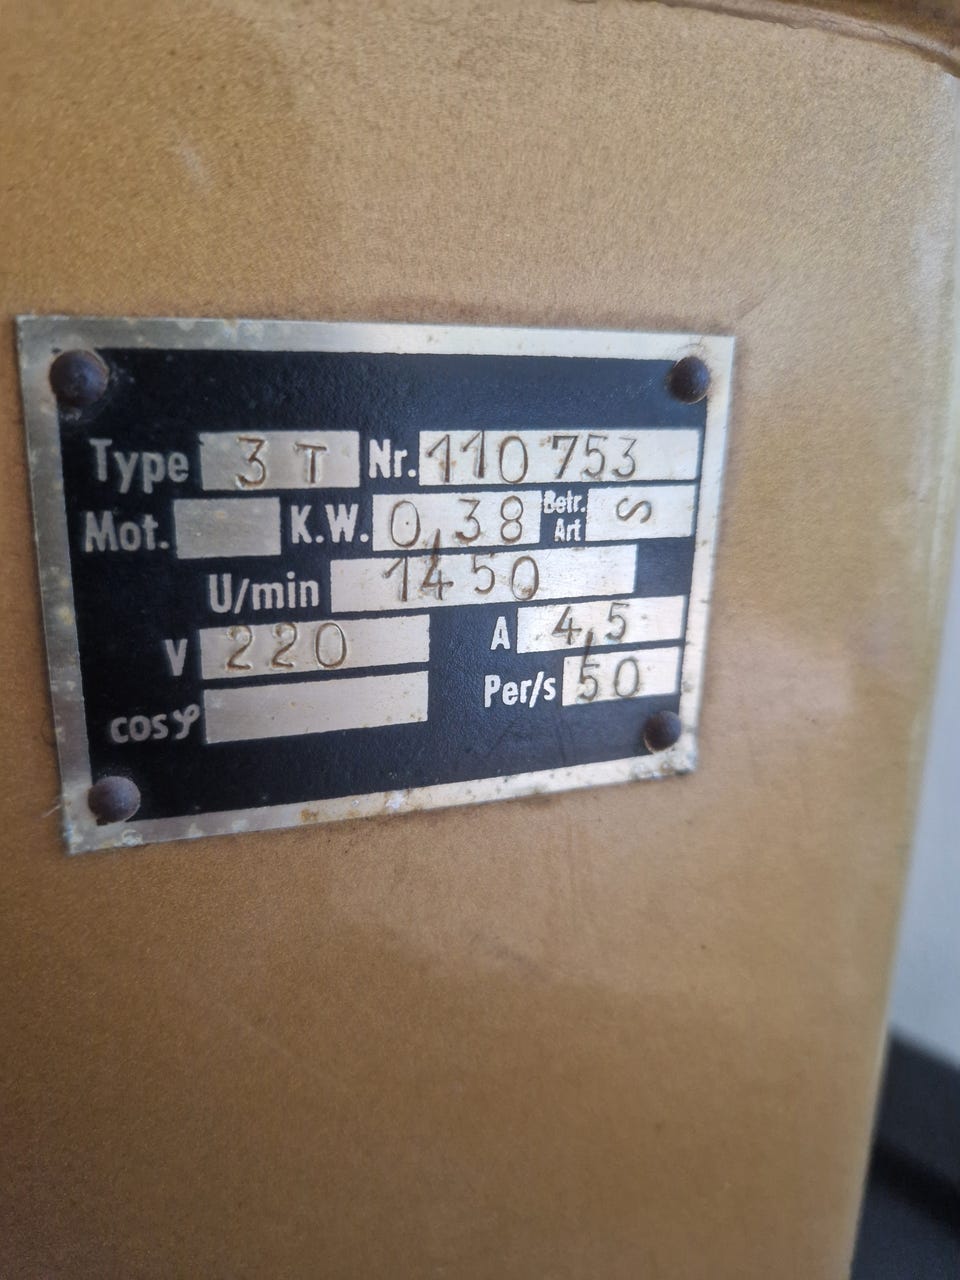 Type 3 T Nr. 110 753
Mot. K.W. 0,38 Betr. Art S
U/min 1450
V 220 A 4,5
cosφ Per/s 50